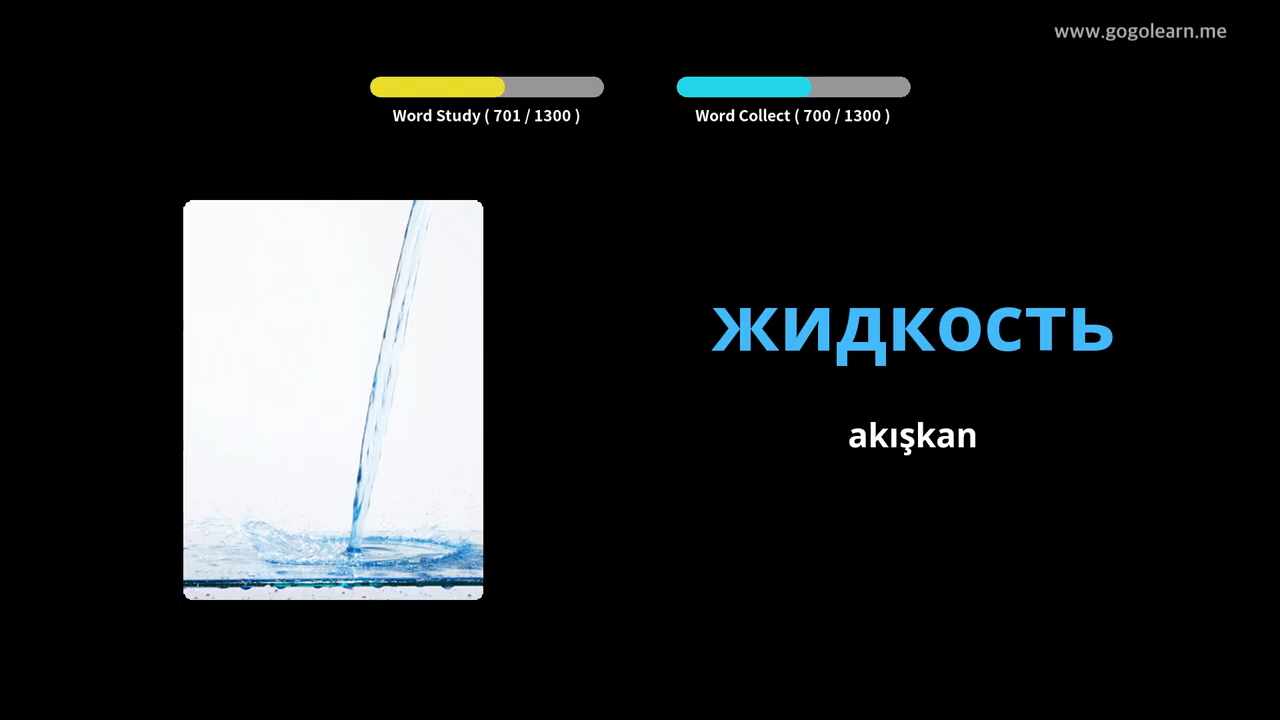 www.gogolearn.me
Word Study ( 701 / 1300 )
Word Collect ( 700 / 1300 )
жидкость
akışkan